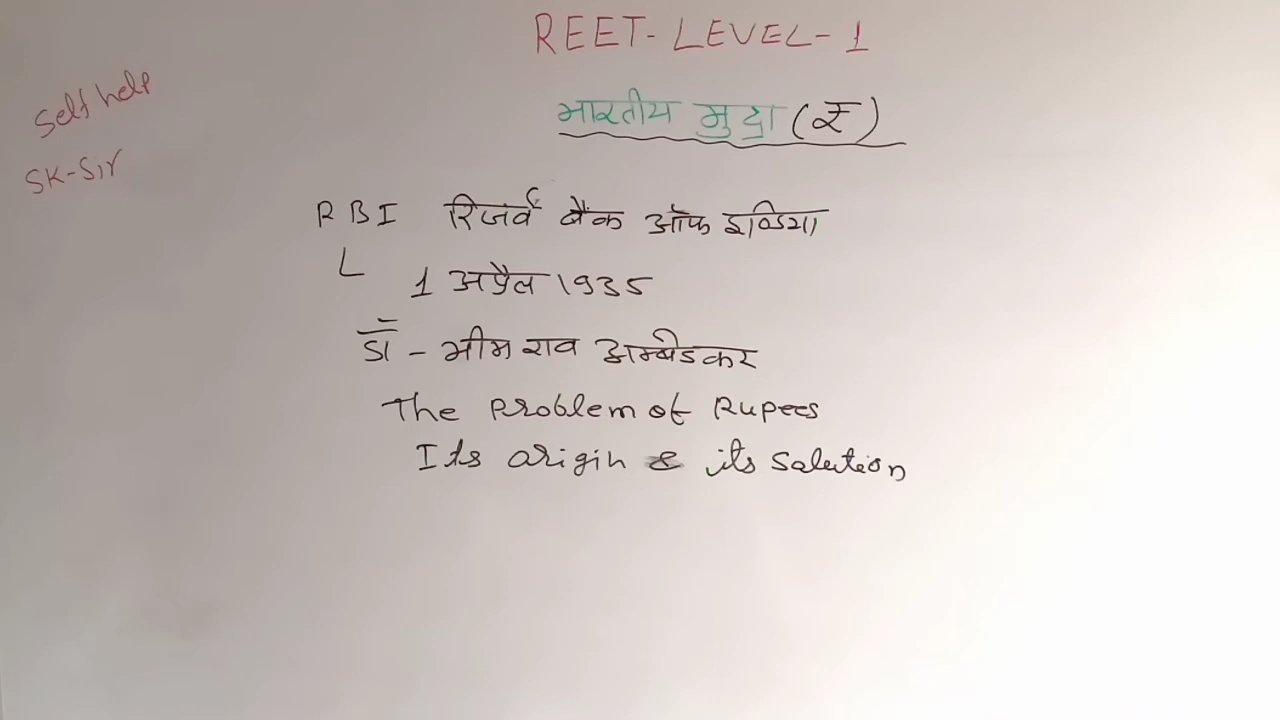 REET-LEVEL-1
Self help
SK-Sir
भारतीय मुद्रा (₹)
RBI रिजर्व बैंक ऑफ इण्डिया
1 अप्रैल 1935
डॉ - भीम राव अम्बेडकर
The Problem of Rupees
Its origin & its salution